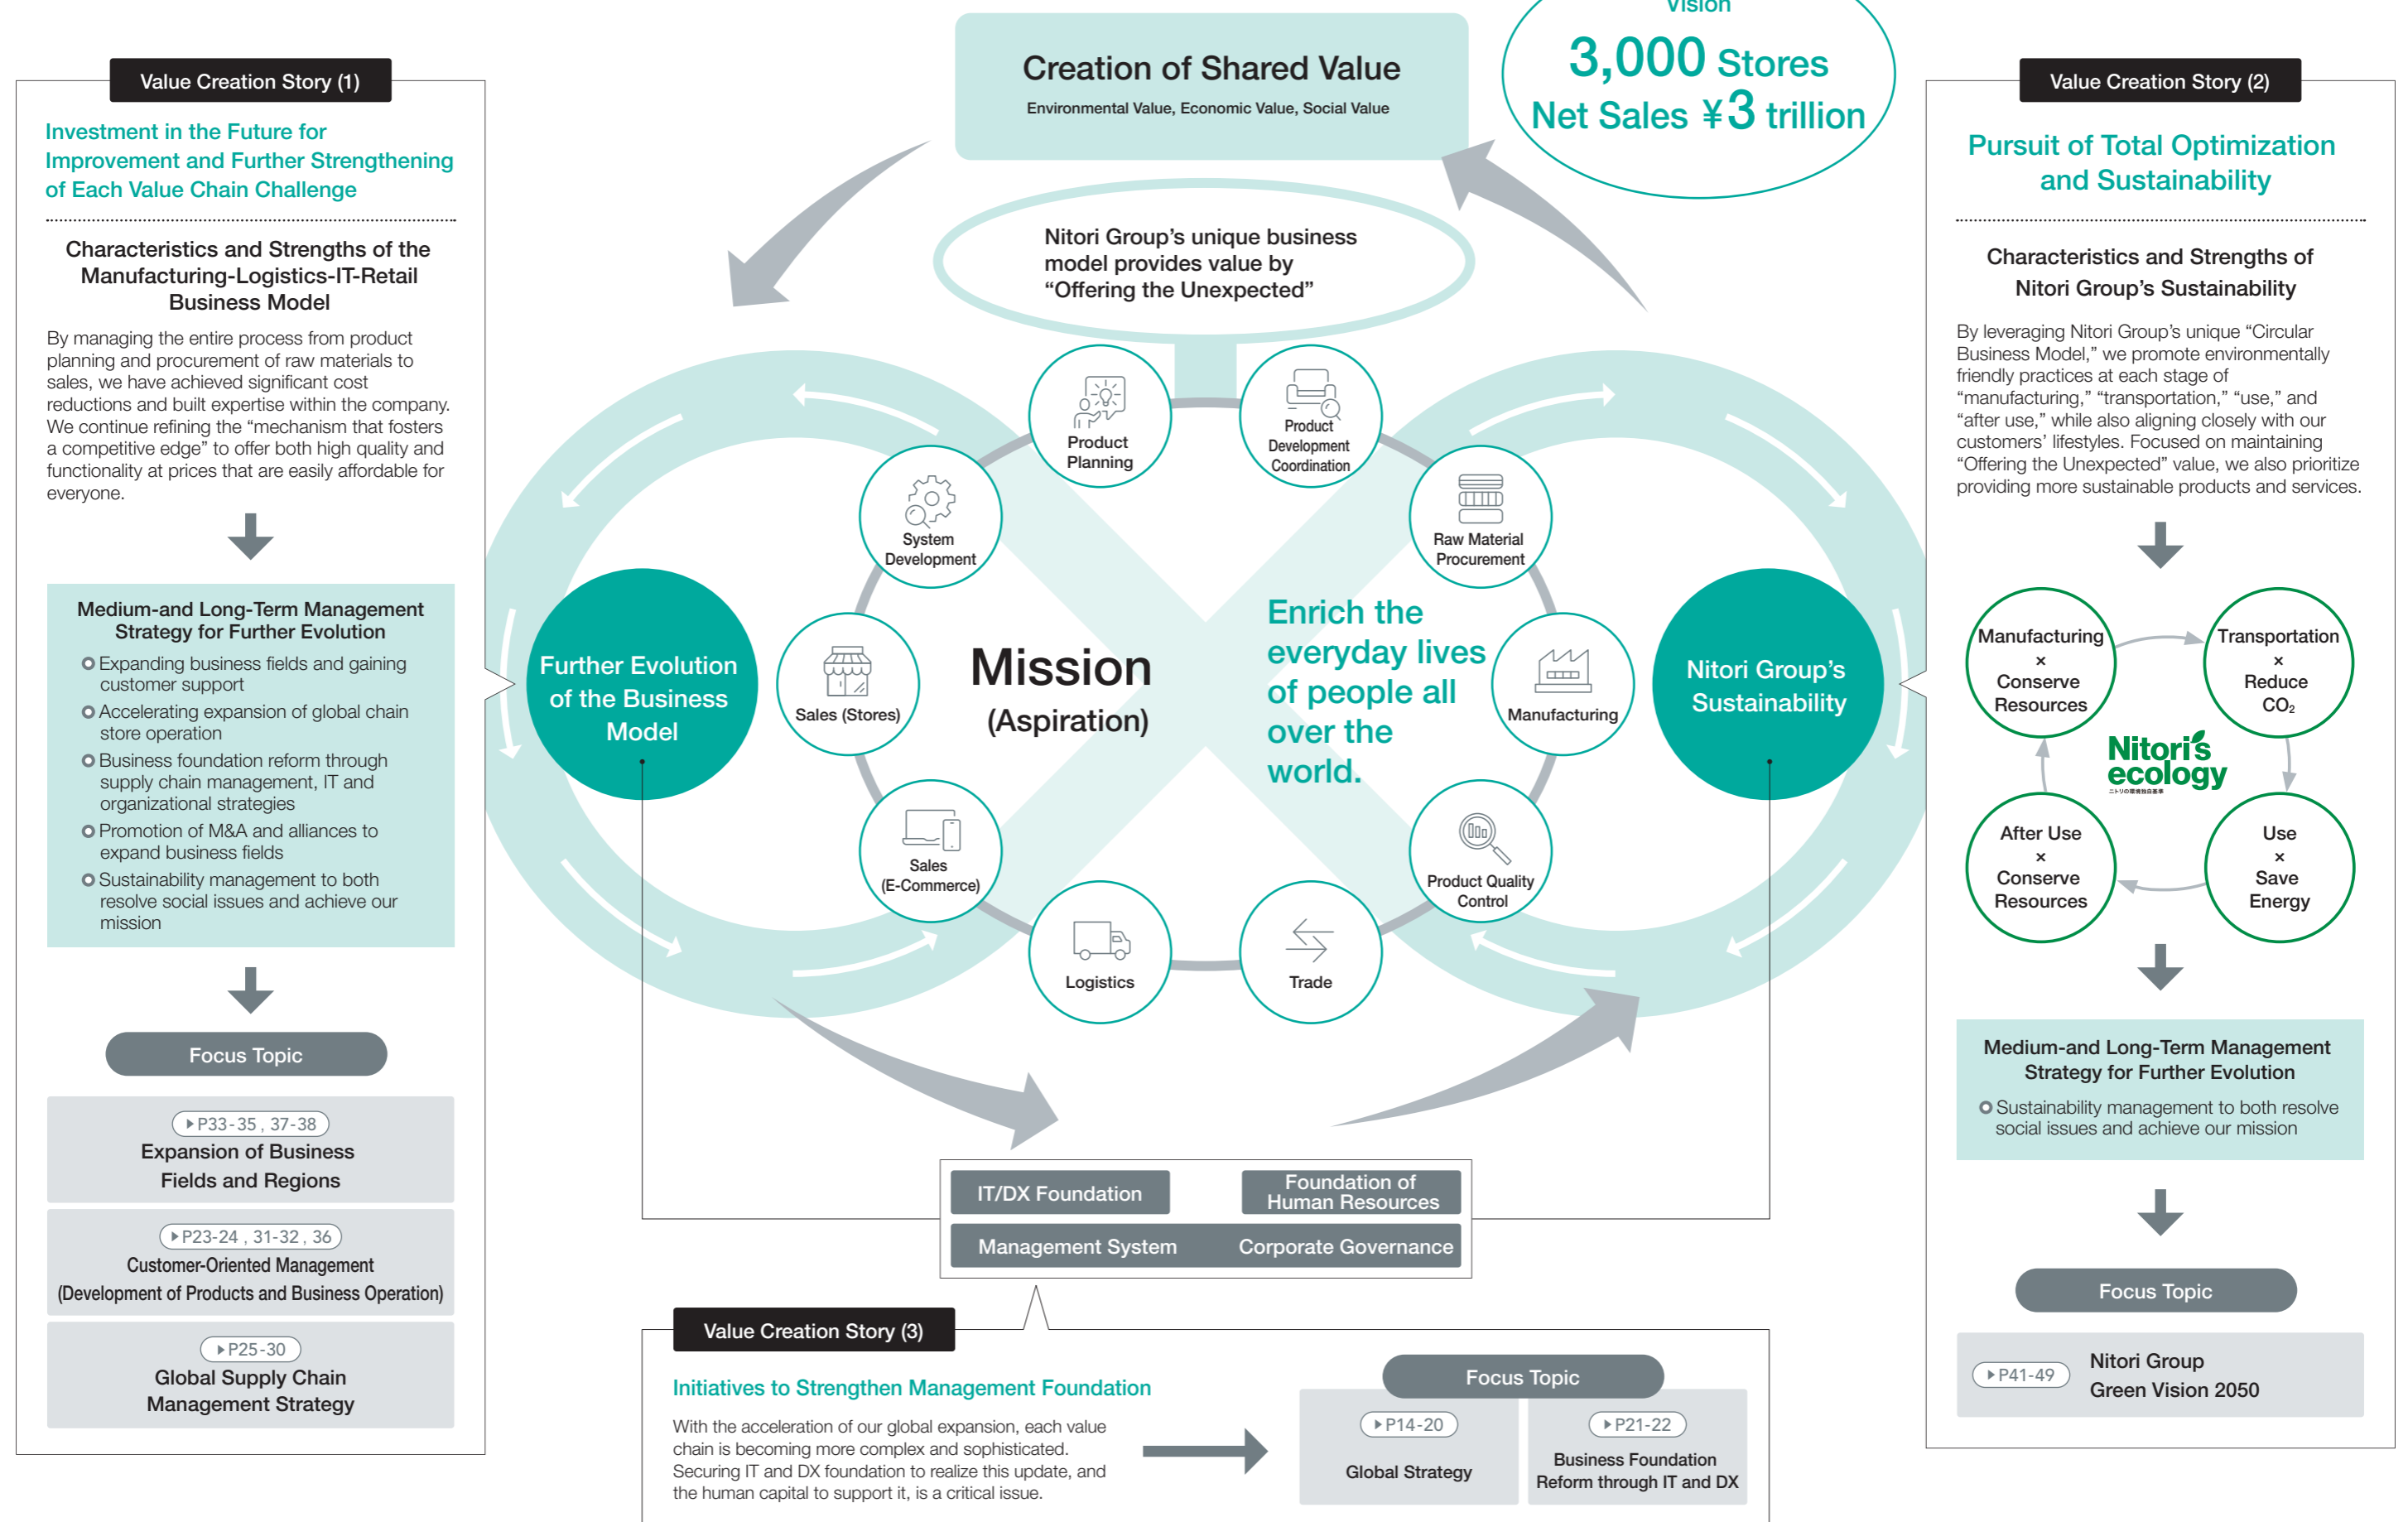 Vision
3,000 Stores
Net Sales ¥3 trillion
Creation of Shared Value
Environmental Value, Economic Value, Social Value
Nitori Group’s unique business
model provides value by
“Offering the Unexpected”
Value Creation Story (1)
Investment in the Future for
Improvement and Further Strengthening
of Each Value Chain Challenge
Characteristics and Strengths of the
Manufacturing-Logistics-IT-Retail
Business Model
By managing the entire process from product
planning and procurement of raw materials to
sales, we have achieved significant cost
reductions and built expertise within the company.
We continue refining the “mechanism that fosters
a competitive edge” to offer both high quality and
functionality at prices that are easily affordable for
everyone.
Medium-and Long-Term Management
Strategy for Further Evolution
Expanding business fields and gaining
customer support
Accelerating expansion of global chain
store operation
Business foundation reform through
supply chain management, IT and
organizational strategies
Promotion of M&A and alliances to
expand business fields
Sustainability management to both
resolve social issues and achieve our
mission
Focus Topic
P33-35 , 37-38
Expansion of Business
Fields and Regions
P23-24 , 31-32 , 36
Customer-Oriented Management
(Development of Products and Business Operation)
P25-30
Global Supply Chain
Management Strategy
Further Evolution
of the Business
Model
Product
Planning
Product
Development
Coordination
System
Development
Raw Material
Procurement
Sales (Stores)
Manufacturing
Sales
(E-Commerce)
Product Quality
Control
Logistics
Trade
Mission
(Aspiration)
Enrich the
everyday lives
of people all
over the
world.
Nitori Group’s
Sustainability
IT/DX Foundation
Foundation of
Human Resources
Management System
Corporate Governance
Value Creation Story (3)
Initiatives to Strengthen Management Foundation
With the acceleration of our global expansion, each value
chain is becoming more complex and sophisticated.
Securing IT and DX foundation to realize this update, and
the human capital to support it, is a critical issue.
Focus Topic
P14-20
Global Strategy
P21-22
Business Foundation
Reform through IT and DX
Value Creation Story (2)
Pursuit of Total Optimization
and Sustainability
Characteristics and Strengths of
Nitori Group’s Sustainability
By leveraging Nitori Group’s unique “Circular
Business Model,” we promote environmentally
friendly practices at each stage of
“manufacturing,” “transportation,” “use,” and
“after use,” while also aligning closely with our
customers’ lifestyles. Focused on maintaining
“Offering the Unexpected” value, we also prioritize
providing more sustainable products and services.
Manufacturing
×
Conserve
Resources
Transportation
×
Reduce
CO₂
Nitori's
ecology
ニトリの環境独自基準
After Use
×
Conserve
Resources
Use
×
Save
Energy
Medium-and Long-Term Management
Strategy for Further Evolution
Sustainability management to both resolve
social issues and achieve our mission
Focus Topic
P41-49
Nitori Group
Green Vision 2050